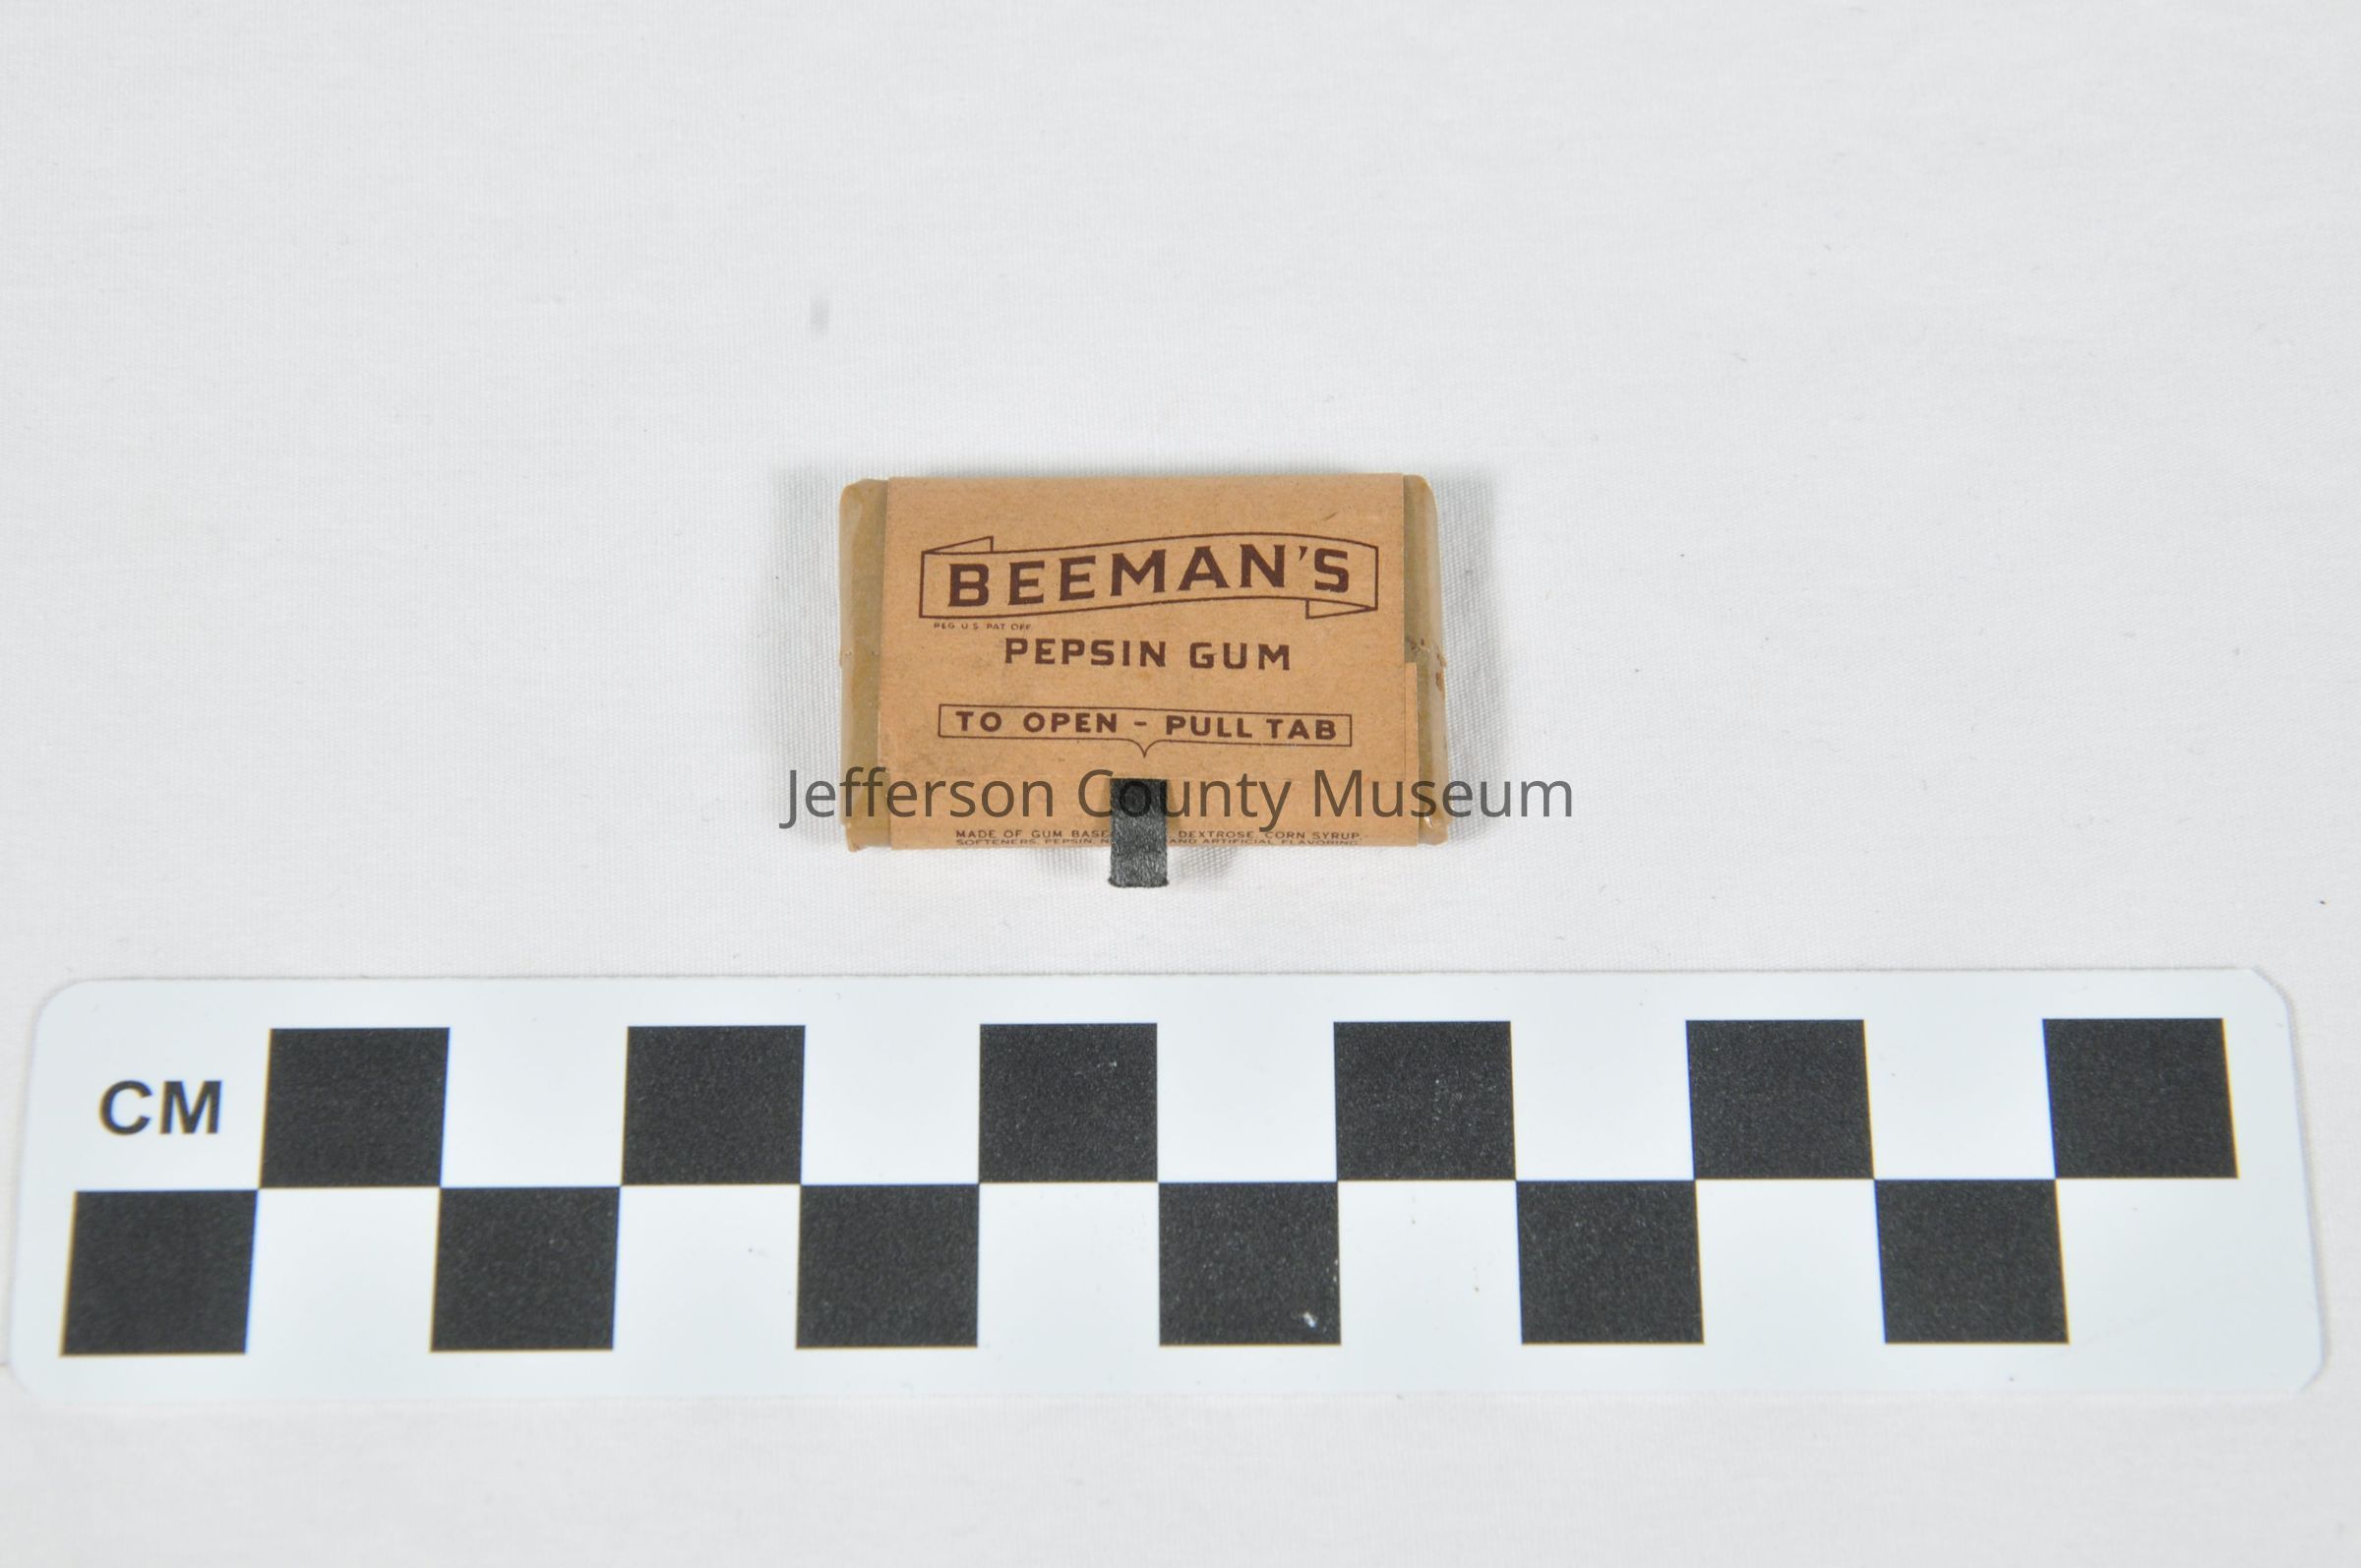 BEEMAN'S
REG. U.S. PAT. OFF.
PEPSIN GUM
TO OPEN - PULL TAB
Jefferson County Museum
MADE OF GUM BASE DEXTROSE, CORN SYRUP,
SOFTENERS, PEPSIN, AND ARTIFICIAL FLAVORING.
CM